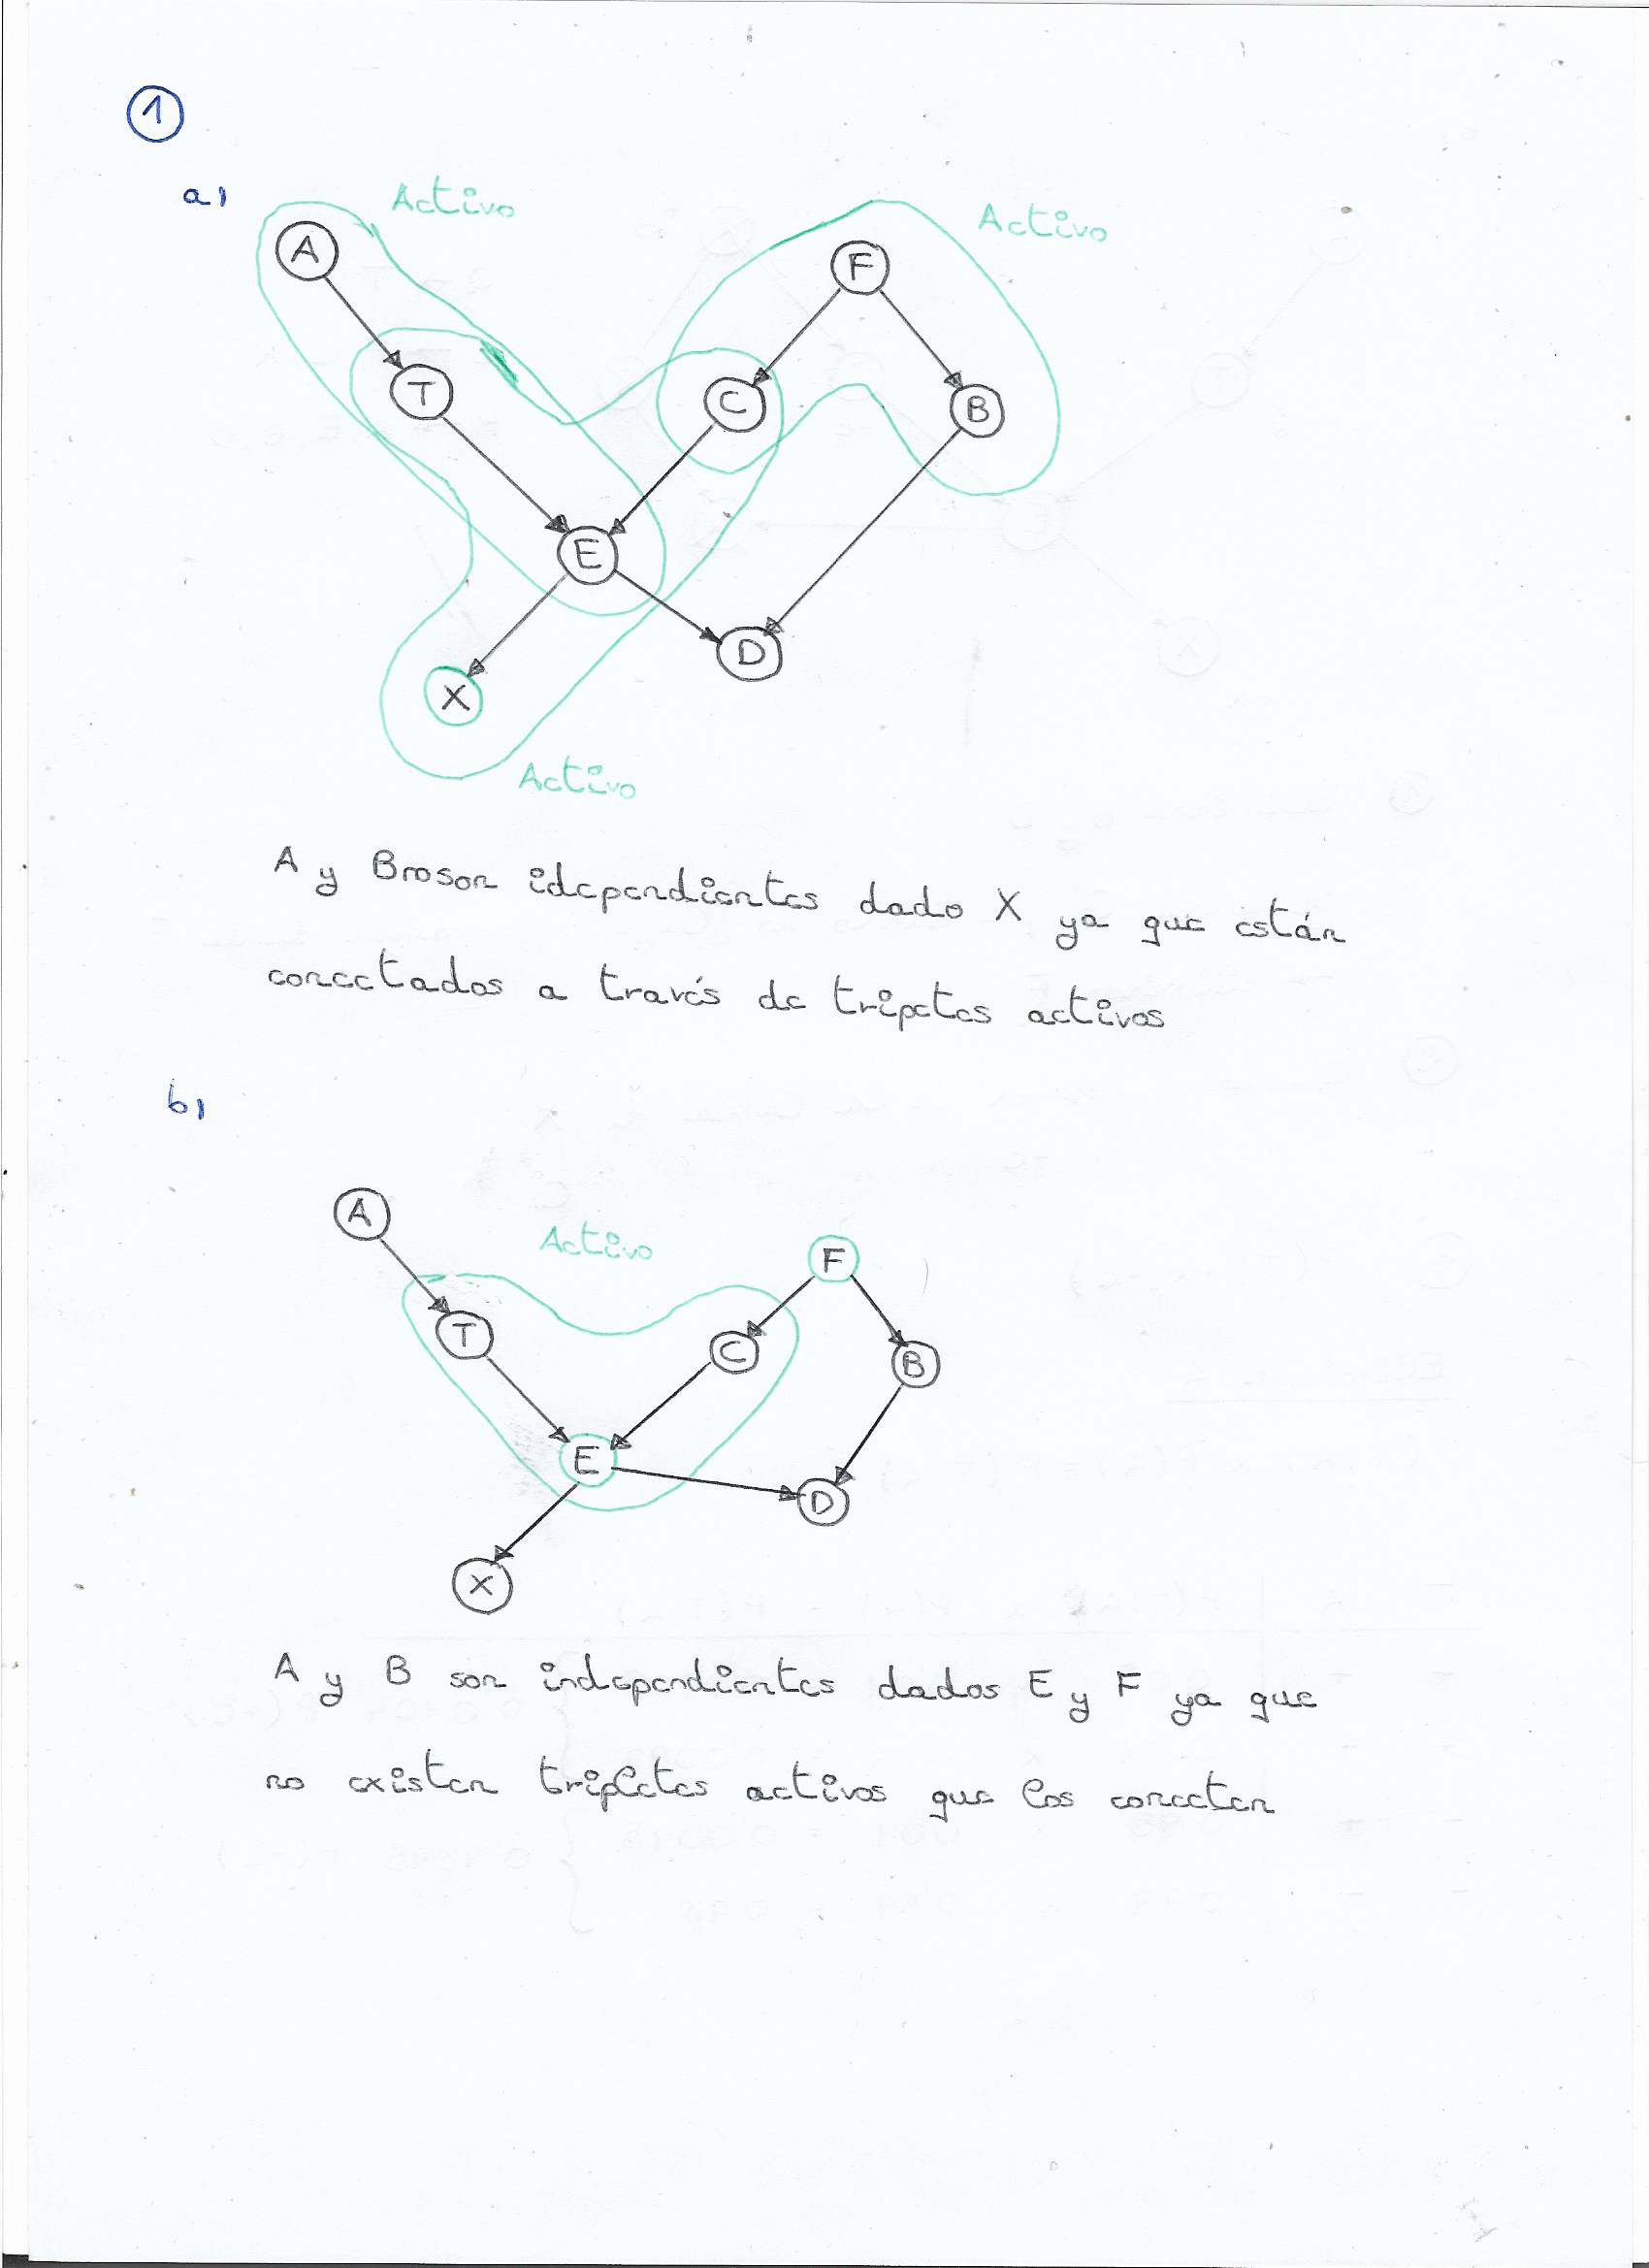 1
a)
Activo
Activo
A
F
T
C
B
E
D
X
Activo
A y B no son idependientes dado X ya que están
conectados a través de tripetes activos
b)
A
Activo
F
T
C
B
E
D
X
A y B son independientes dados E y F ya que
no existen tripletes activos que los conecten